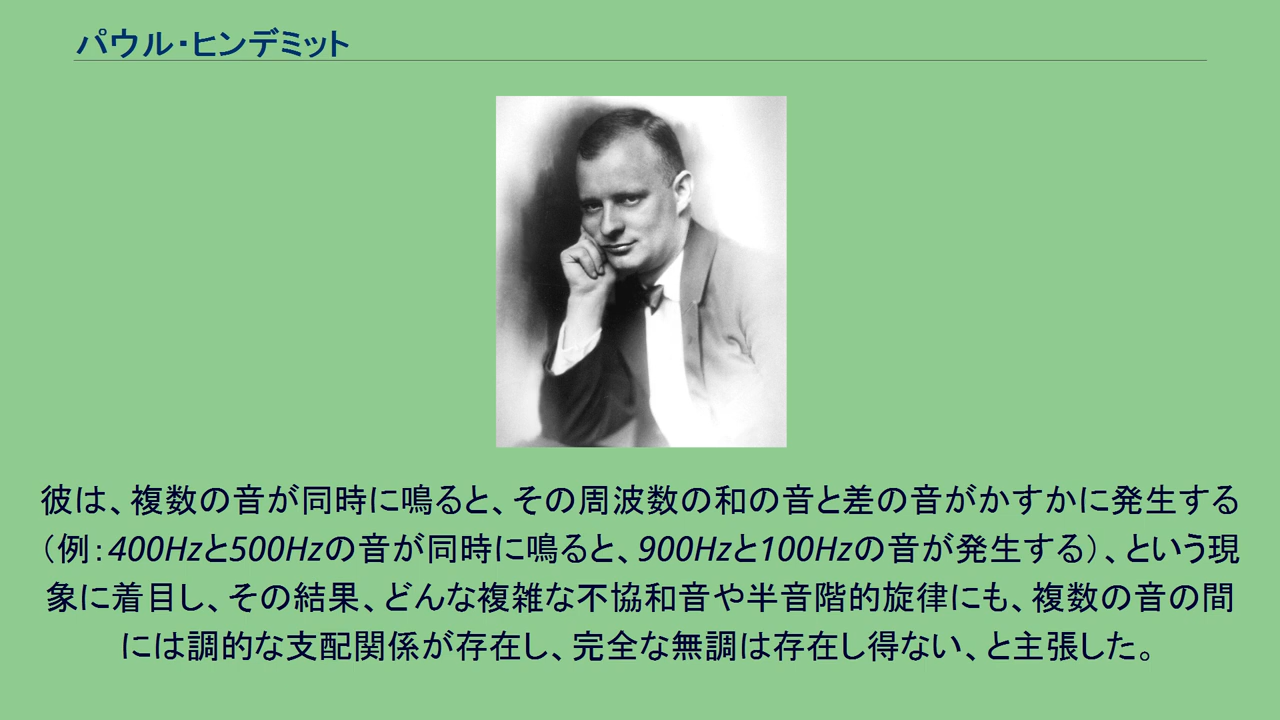 パウル・ヒンデミット
彼は、複数の音が同時に鳴ると、その周波数の和の音と差の音がかすかに発生する
（例：400Hzと500Hzの音が同時に鳴ると、900Hzと100Hzの音が発生する）、という現
象に着目し、その結果、どんな複雑な不協和音や半音階的旋律にも、複数の音の間
には調的な支配関係が存在し、完全な無調は存在し得ない、と主張した。